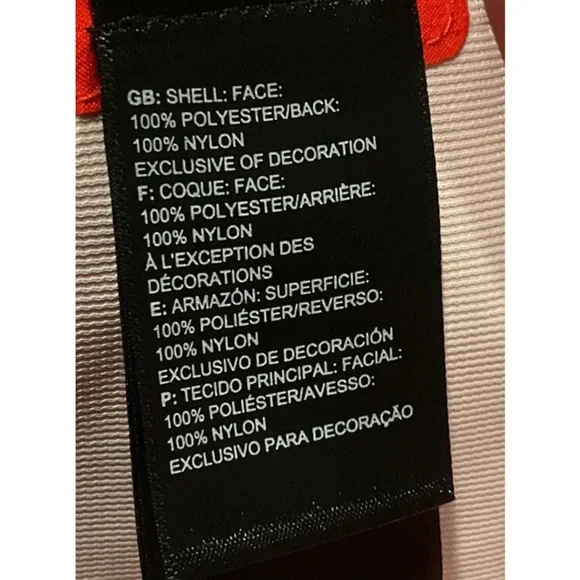 GB: SHELL: FACE:
100% POLYESTER/BACK:
100% NYLON
EXCLUSIVE OF DECORATION
F: COQUE: FACE:
100% POLYESTER/ARRIÈRE:
100% NYLON
À L'EXCEPTION DES
DÉCORATIONS
E: ARMAZÓN: SUPERFICIE:
100% POLIÉSTER/REVERSO:
100% NYLON
EXCLUSIVO DE DECORACIÓN
P: TECIDO PRINCIPAL: FACIAL:
100% POLIÉSTER/AVESSO:
100% NYLON
EXCLUSIVO PARA DECORAÇÃO